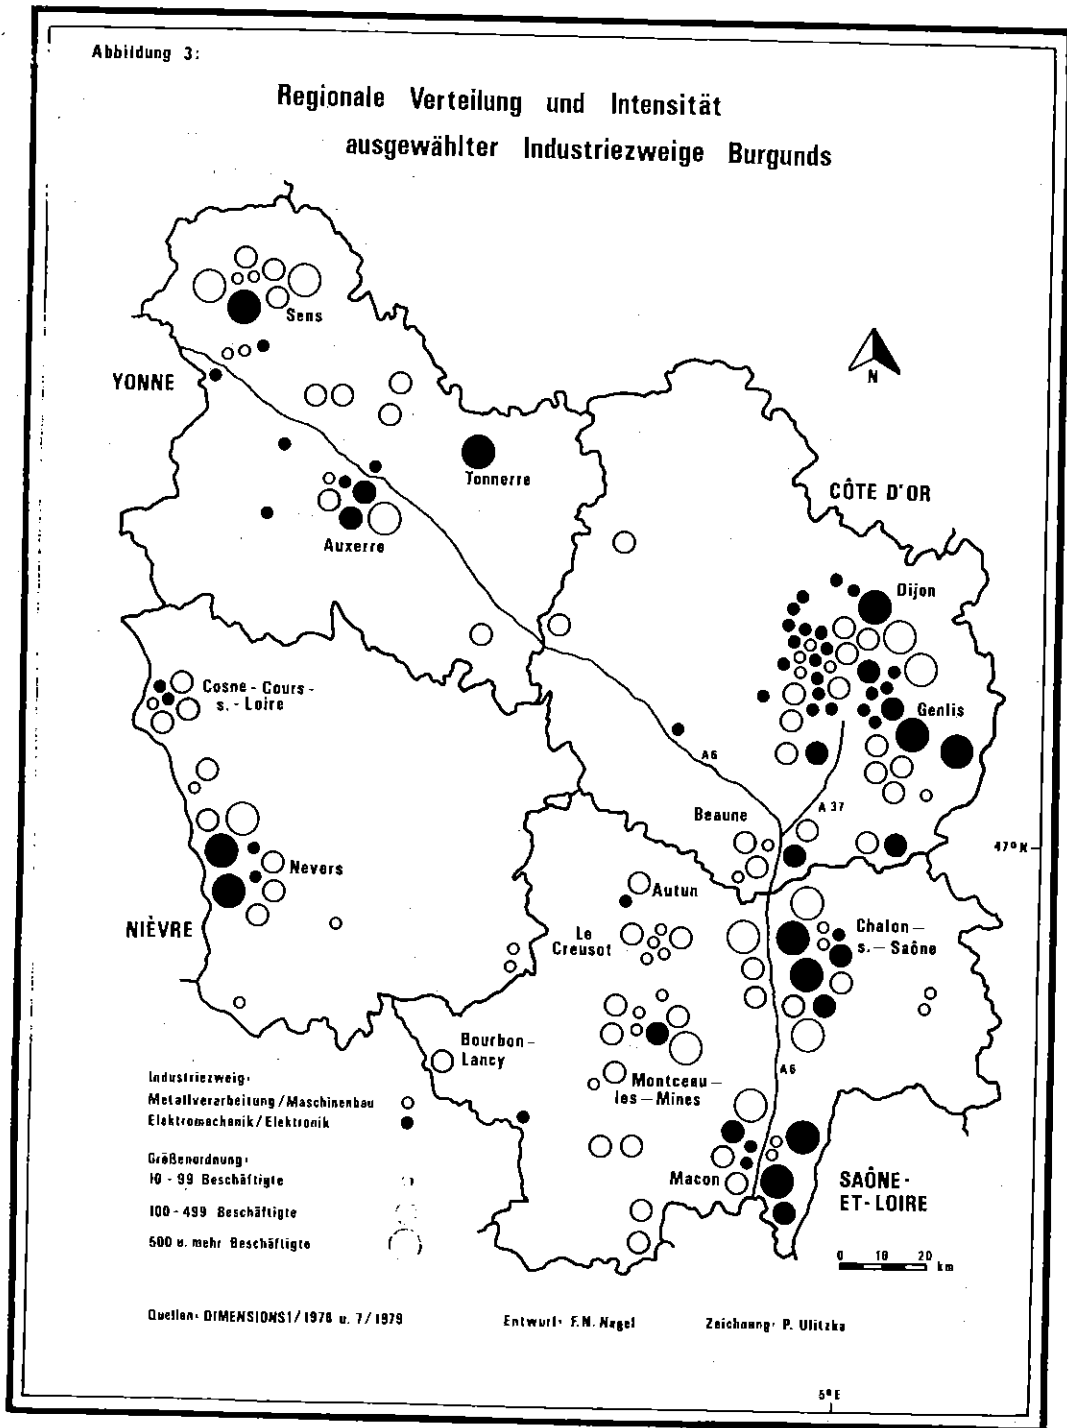 Abbildung 3:
Regionale Verteilung und Intensität
ausgewählter Industriezweige Burgunds
Sens
YONNE
N
Tonnerre
CÔTE D'OR
Auxerre
Dijon
Cosne-Cours-
s.-Loire
Genlis
A6
A 37
Beaune
47° N
Nevers
Autun
NIÈVRE
Le
Creusot
Chalon-
s.-Saône
Bourbon-
Lancy
A6
Montceau-
les-Mines
Industriezweig:
Metallverarbeitung/Maschinenbau
Elektromechanik/Elektronik
Größenordnung:
10 - 99 Beschäftigte
Macon
SAÔNE-
ET-LOIRE
100-499 Beschäftigte
500 u. mehr Beschäftigte
0 10 20 km
Quellen: DIMENSIONS1/1978 u. 7/1979
Entwurf: F.N. Nagel
Zeichnung: P. Ulitzka
5° E